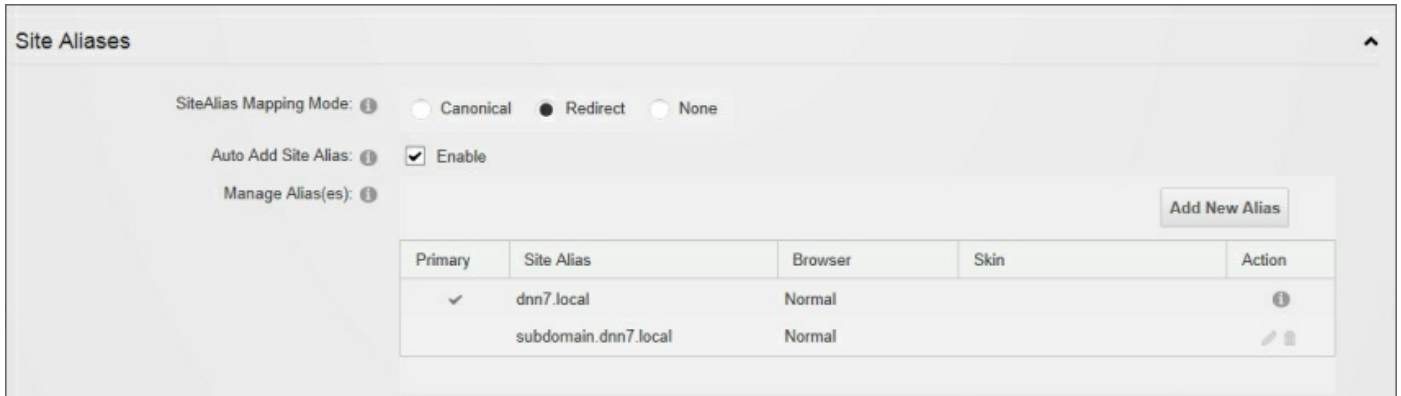 Site Aliases
SiteAlias Mapping Mode: Canonical Redirect None
Auto Add Site Alias: Enable
Manage Alias(es):
Add New Alias
Primary Site Alias Browser Skin Action
dnn7.local Normal
subdomain.dnn7.local Normal